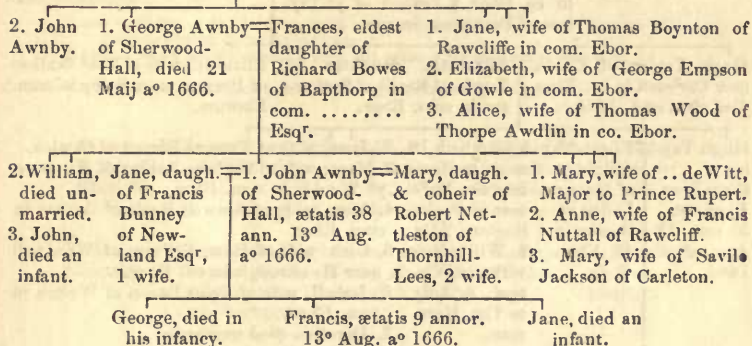 2. John
Awnby.
1. George Awnby
of Sherwood-
Hall, died 21
Maij aº 1666.
Frances, eldest
daughter of
Richard Bowes
of Bapthorp in
com. ........
Esqr.
1. Jane, wife of Thomas Boynton of
Rawcliffe in com. Ebor.
2. Elizabeth, wife of George Empson
of Gowle in com. Ebor.
3. Alice, wife of Thomas Wood of
Thorpe Awdlin in co. Ebor.
2. William,
died un-
married.
3. John,
died an
infant.
Jane, daugh.
of Francis
Bunney
of New-
land Esqr,
1 wife.
1. John Awnby
of Sherwood-
Hall, ætatis 38
ann. 13º Aug.
aº 1666.
Mary, daugh.
& coheir of
Robert Net-
tleston of
Thornhill-
Lees, 2 wife.
1. Mary, wife of .. deWitt,
Major to Prince Rupert.
2. Anne, wife of Francis
Nuttall of Rawcliff.
3. Mary, wife of Savile
Jackson of Carleton.
George, died in
his infancy.
Francis, ætatis 9 annor.
13º Aug. aº 1666.
Jane, died an
infant.